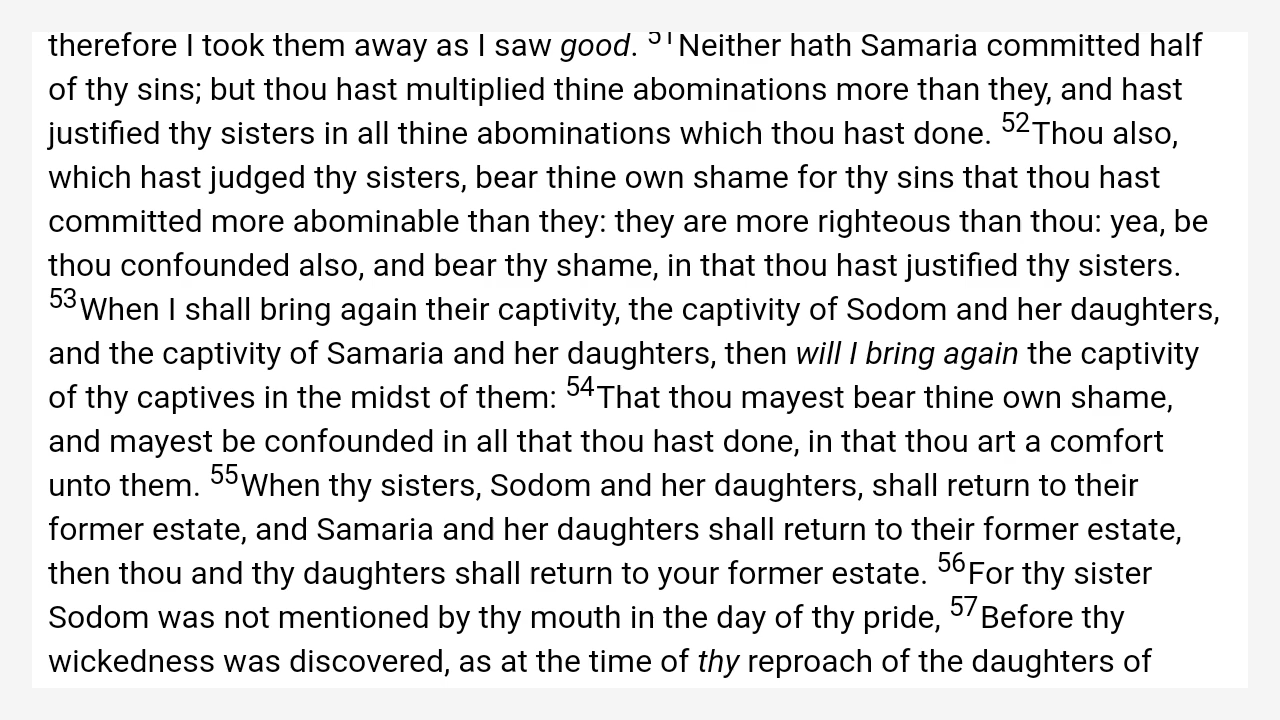 therefore I took them away as I saw good. 51Neither hath Samaria committed half
of thy sins; but thou hast multiplied thine abominations more than they, and hast
justified thy sisters in all thine abominations which thou hast done. 52Thou also,
which hast judged thy sisters, bear thine own shame for thy sins that thou hast
committed more abominable than they: they are more righteous than thou: yea, be
thou confounded also, and bear thy shame, in that thou hast justified thy sisters.
53When I shall bring again their captivity, the captivity of Sodom and her daughters,
and the captivity of Samaria and her daughters, then will I bring again the captivity
of thy captives in the midst of them: 54That thou mayest bear thine own shame,
and mayest be confounded in all that thou hast done, in that thou art a comfort
unto them. 55When thy sisters, Sodom and her daughters, shall return to their
former estate, and Samaria and her daughters shall return to their former estate,
then thou and thy daughters shall return to your former estate. 56For thy sister
Sodom was not mentioned by thy mouth in the day of thy pride, 57Before thy
wickedness was discovered, as at the time of thy reproach of the daughters of